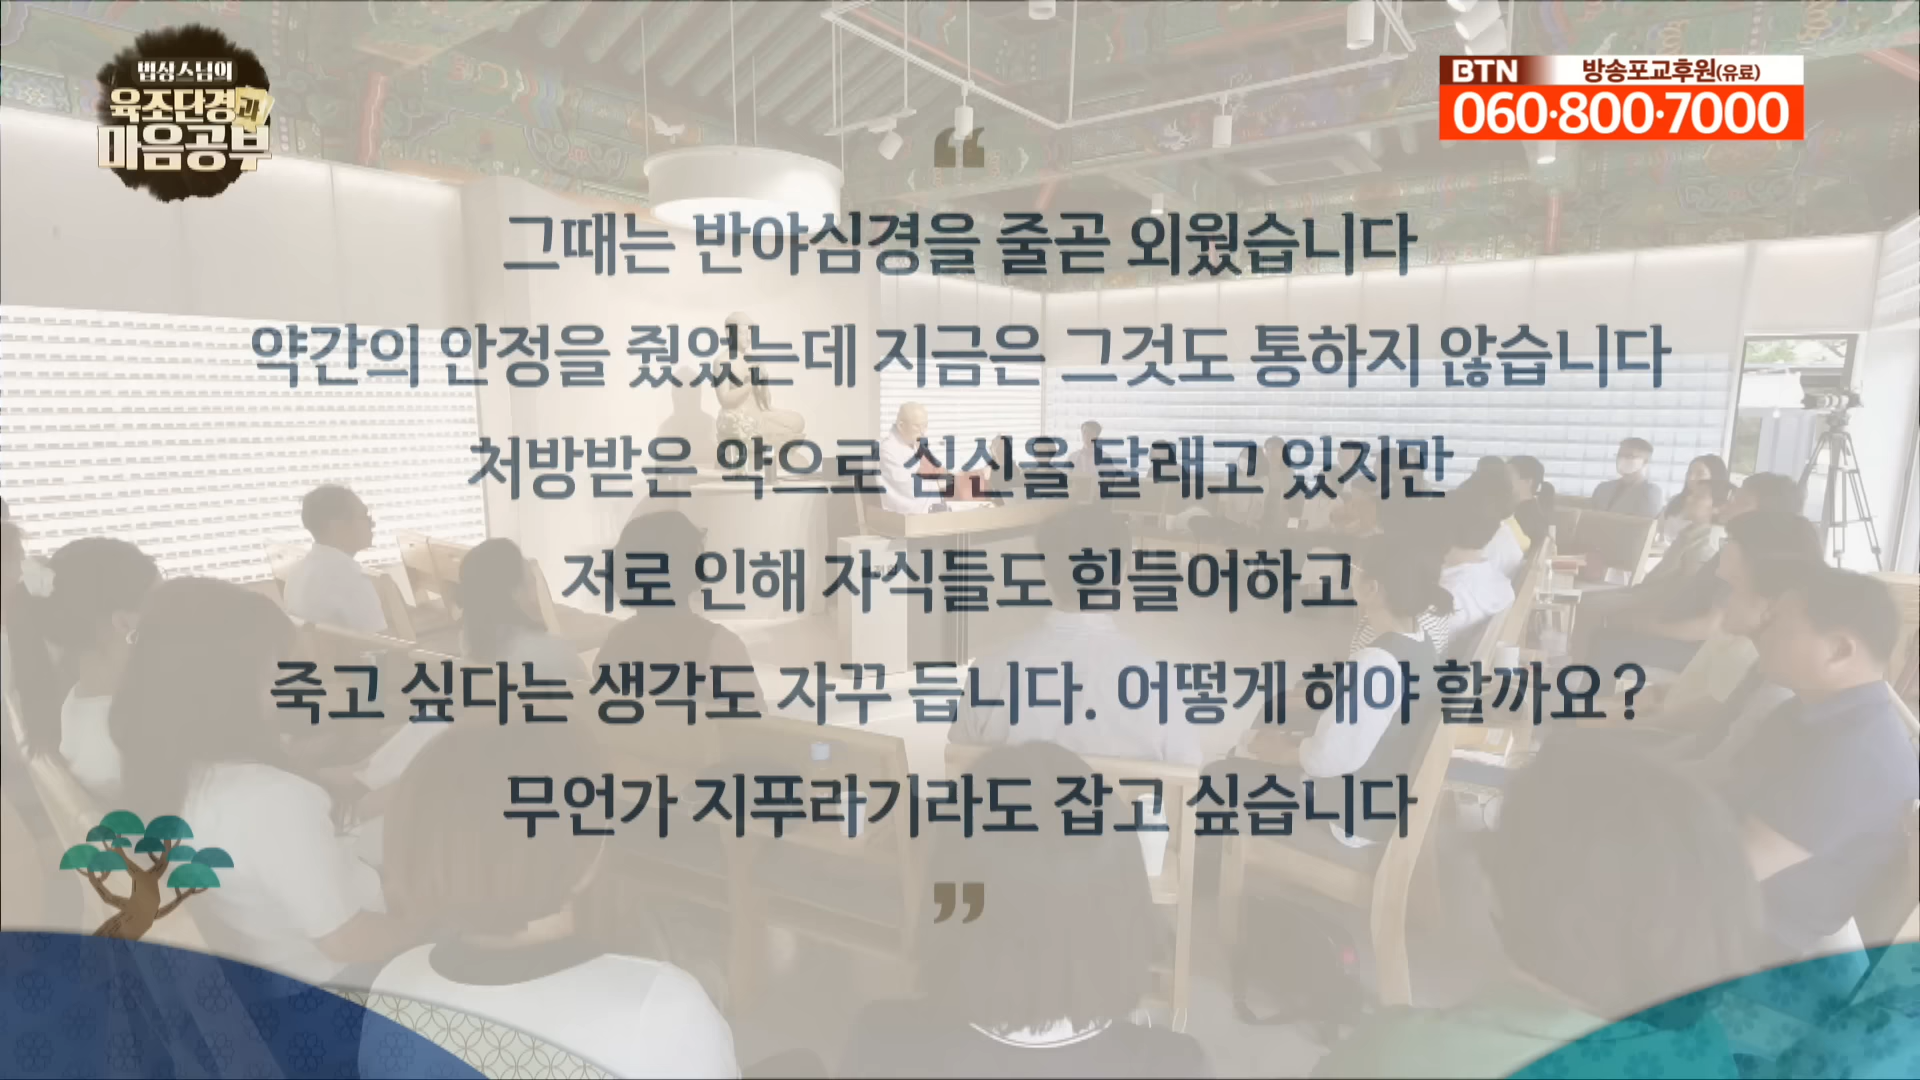 법상스님의
육조단경과
마음공부
BTN 방송포교후원(유료)
060·800·7000
“
그때는 반야심경을 줄곧 외웠습니다
약간의 안정을 줬었는데 지금은 그것도 통하지 않습니다
처방받은 약으로 심신을 달래고 있지만
저로 인해 자식들도 힘들어하고
죽고 싶다는 생각도 자꾸 듭니다. 어떻게 해야 할까요?
무언가 지푸라기라도 잡고 싶습니다
”